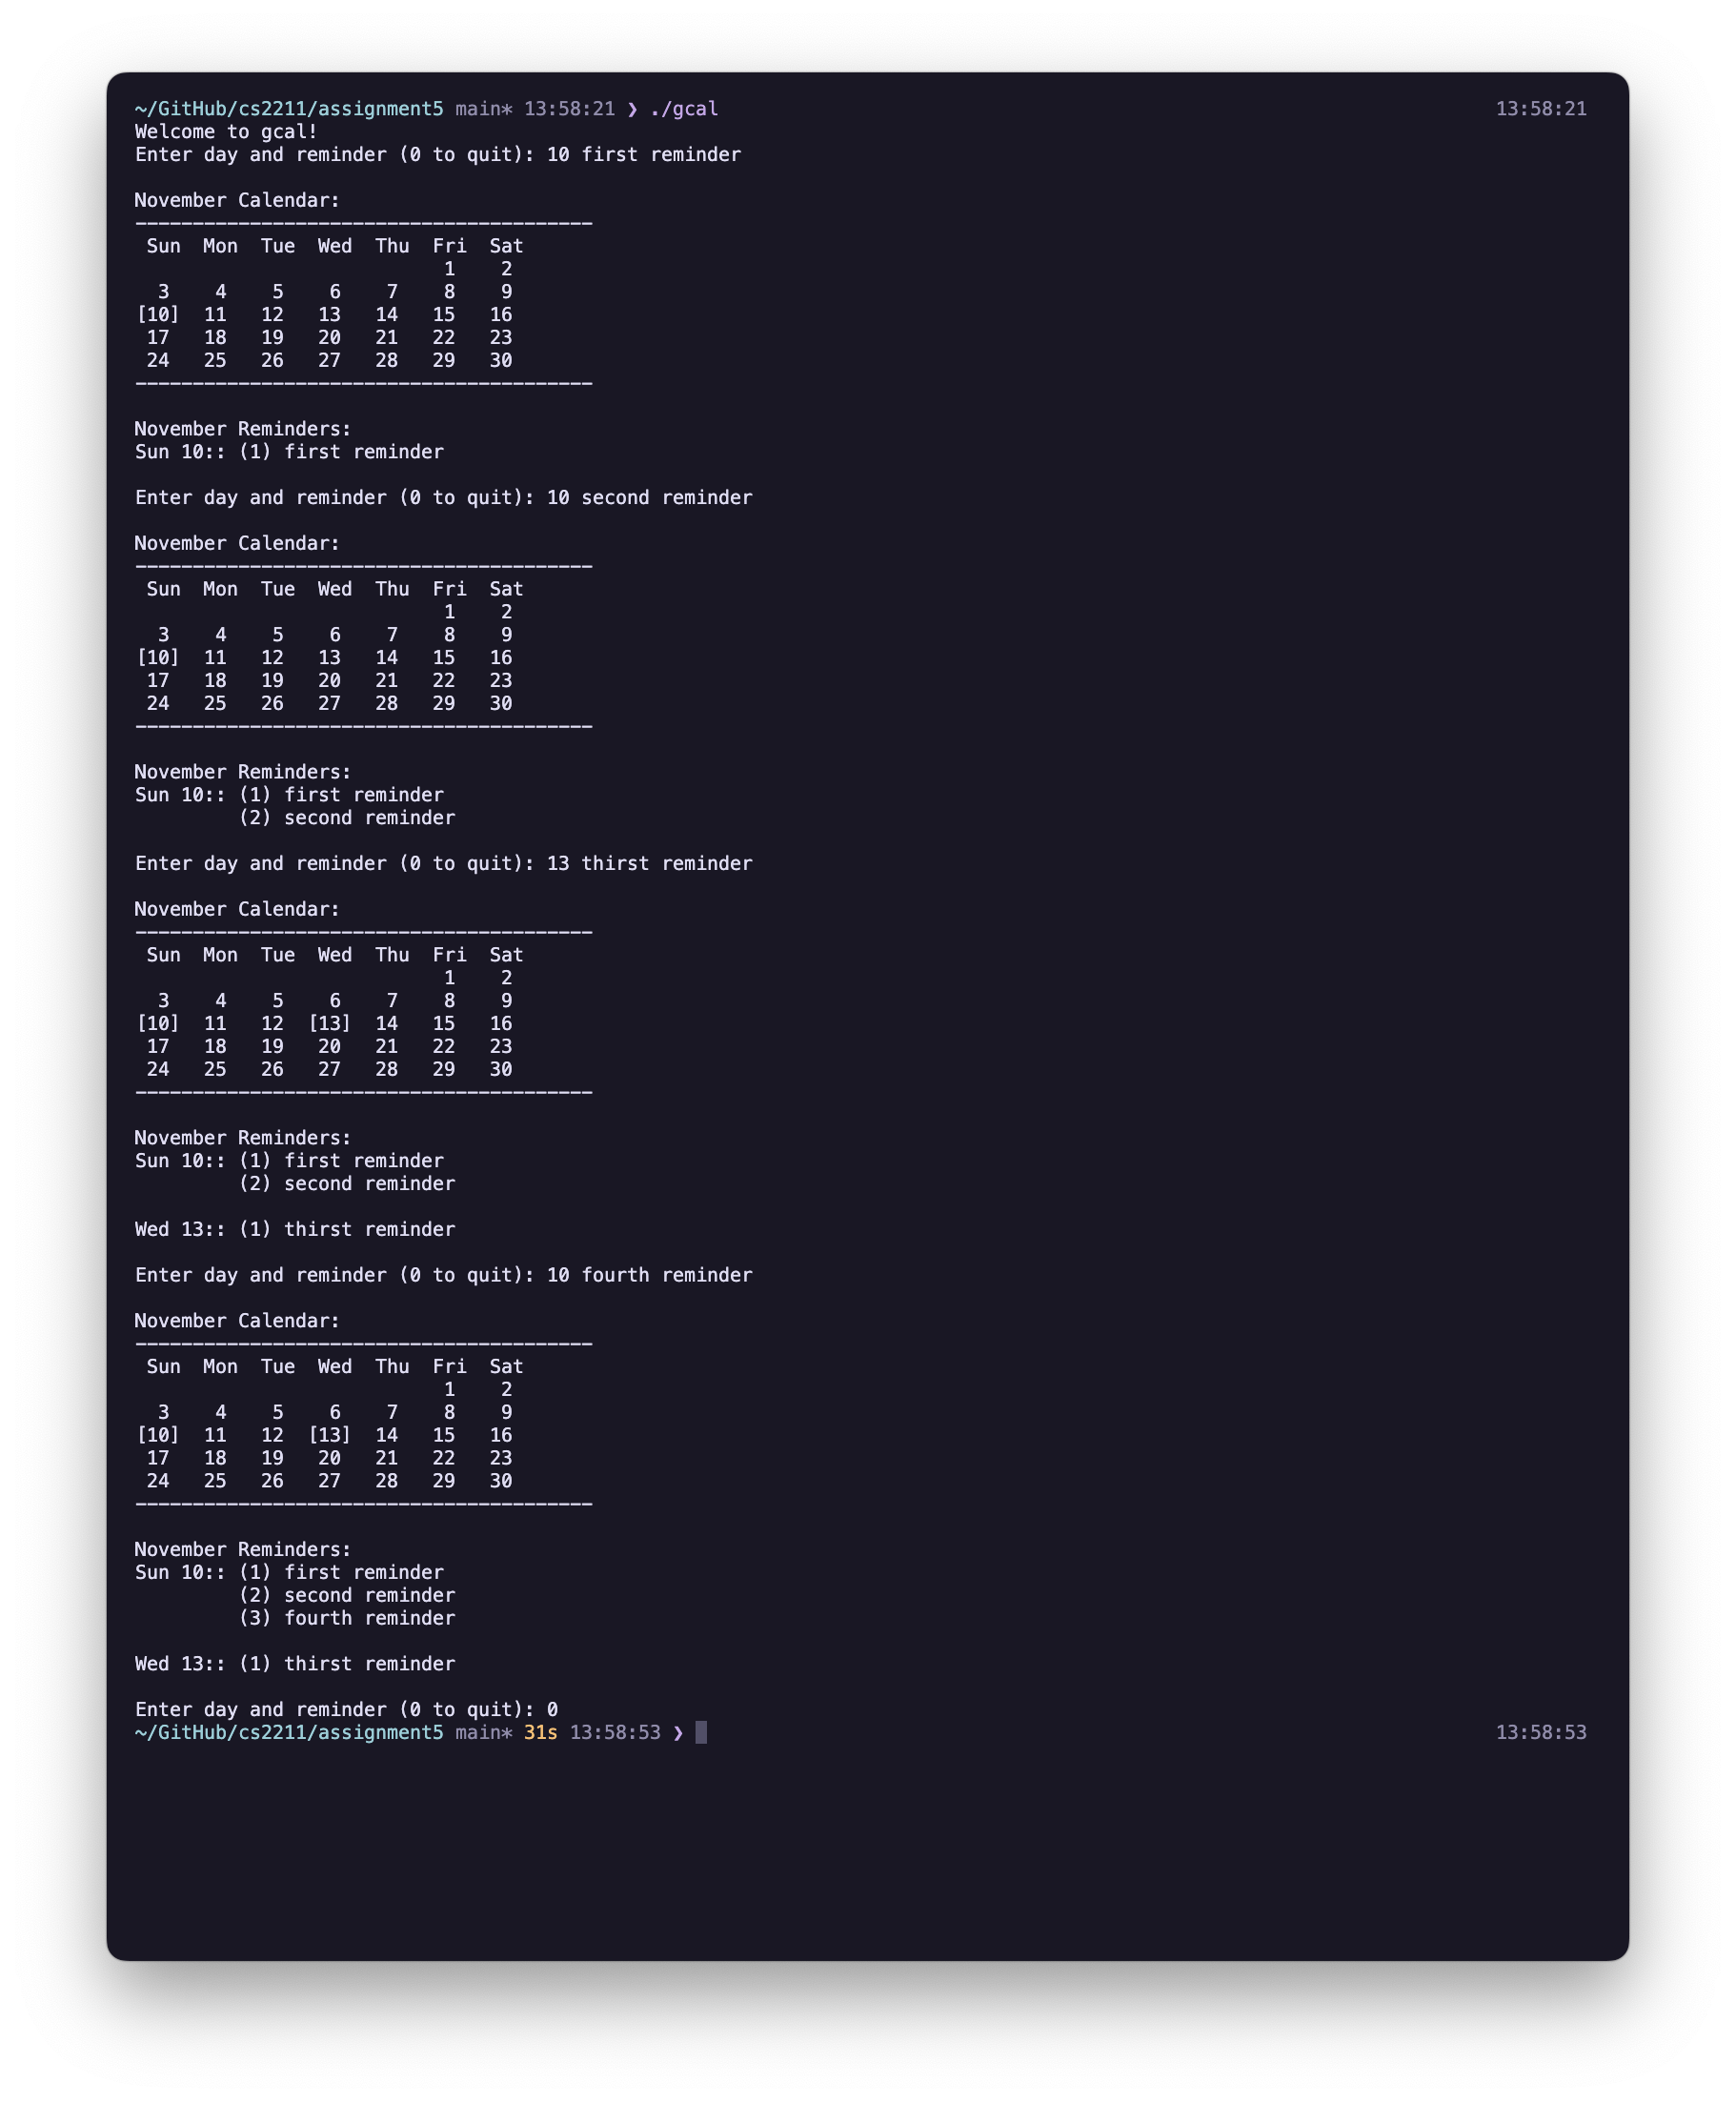 ~/GitHub/cs2211/assignment5 main* 13:58:21 ❯ ./gcal 13:58:21
Welcome to gcal!
Enter day and reminder (0 to quit): 10 first reminder
November Calendar:
----------------------------------------
Sun Mon Tue Wed Thu Fri Sat
1 2
3 4 5 6 7 8 9
[10] 11 12 13 14 15 16
17 18 19 20 21 22 23
24 25 26 27 28 29 30
----------------------------------------
November Reminders:
Sun 10:: (1) first reminder
Enter day and reminder (0 to quit): 10 second reminder
November Calendar:
----------------------------------------
Sun Mon Tue Wed Thu Fri Sat
1 2
3 4 5 6 7 8 9
[10] 11 12 13 14 15 16
17 18 19 20 21 22 23
24 25 26 27 28 29 30
----------------------------------------
November Reminders:
Sun 10:: (1) first reminder
(2) second reminder
Enter day and reminder (0 to quit): 13 thirst reminder
November Calendar:
----------------------------------------
Sun Mon Tue Wed Thu Fri Sat
1 2
3 4 5 6 7 8 9
[10] 11 12 [13] 14 15 16
17 18 19 20 21 22 23
24 25 26 27 28 29 30
----------------------------------------
November Reminders:
Sun 10:: (1) first reminder
(2) second reminder
Wed 13:: (1) thirst reminder
Enter day and reminder (0 to quit): 10 fourth reminder
November Calendar:
----------------------------------------
Sun Mon Tue Wed Thu Fri Sat
1 2
3 4 5 6 7 8 9
[10] 11 12 [13] 14 15 16
17 18 19 20 21 22 23
24 25 26 27 28 29 30
----------------------------------------
November Reminders:
Sun 10:: (1) first reminder
(2) second reminder
(3) fourth reminder
Wed 13:: (1) thirst reminder
Enter day and reminder (0 to quit): 0
~/GitHub/cs2211/assignment5 main* 31s 13:58:53 ❯ 13:58:53